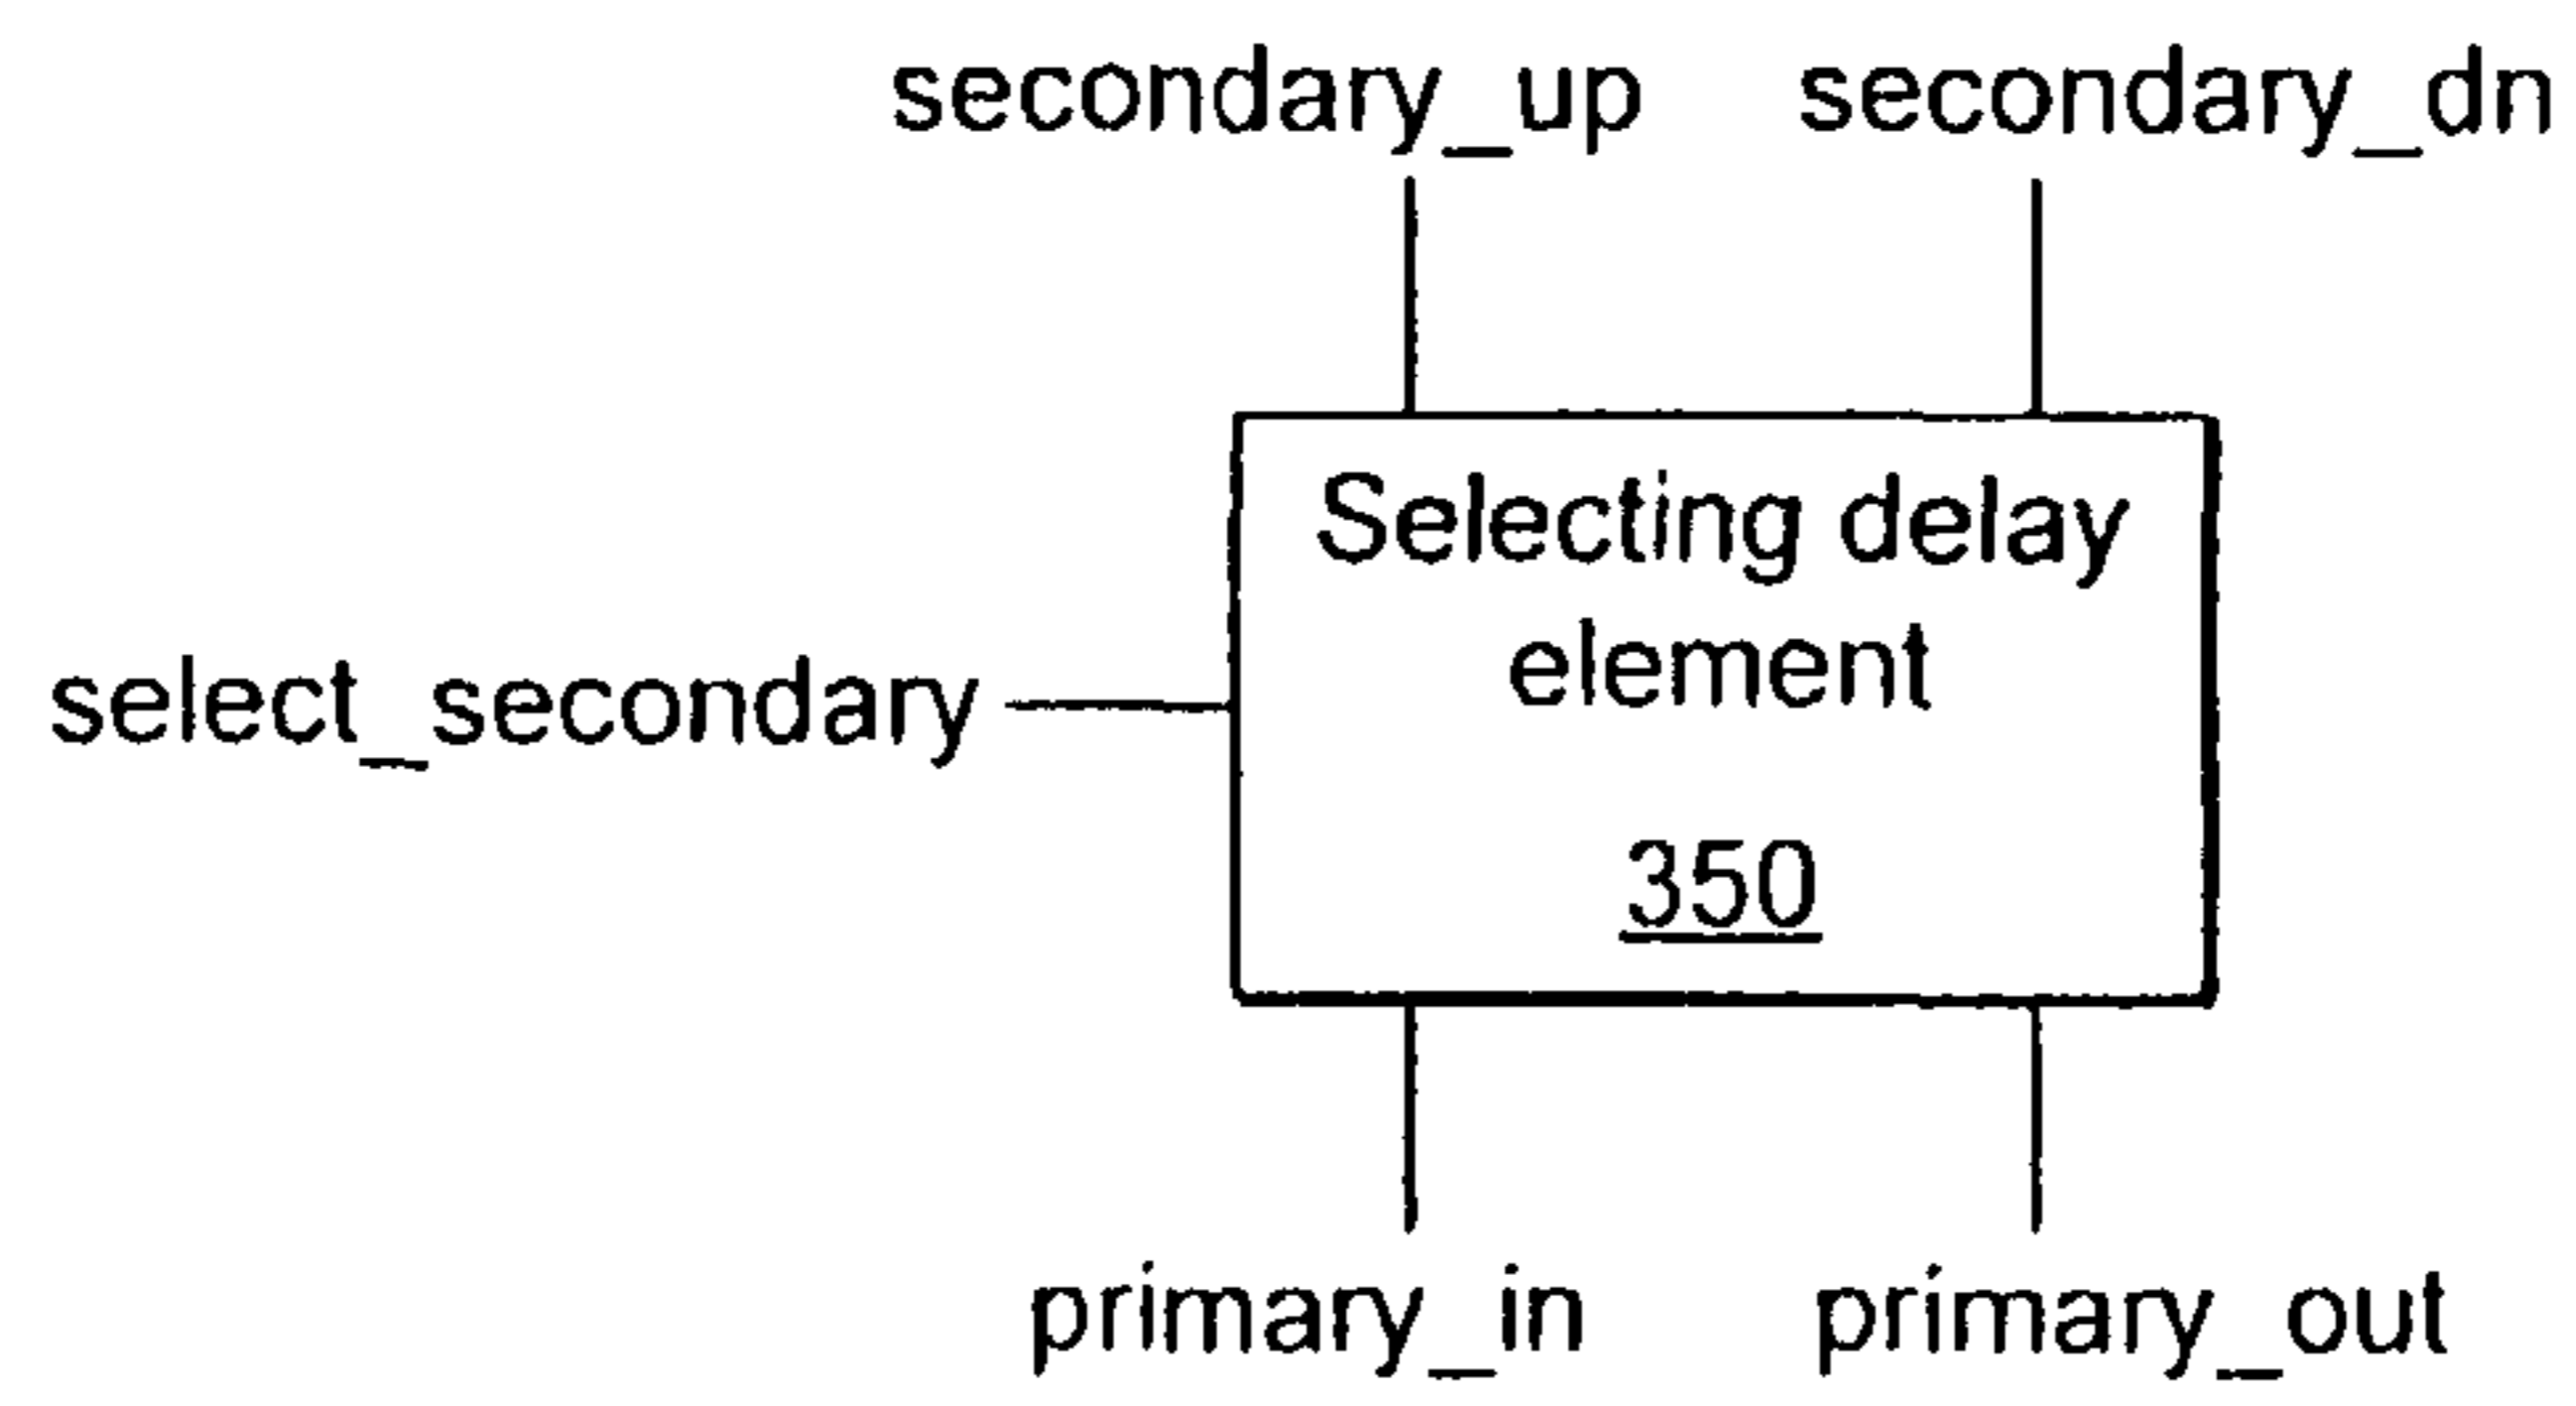 secondary_up secondary_dn
Selecting delay
element
select_secondary
350
primary_in primary_out